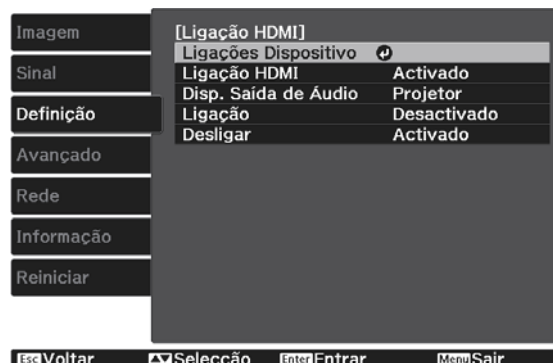 Imagem
Sinal
Definição
Avançado
Rede
Informação
Reiniciar
[Ligação HDMI]
Ligações Dispositivo
Ligação HDMI Activado
Disp. Saída de Áudio Projetor
Ligação Desactivado
Desligar Activado
Esc Voltar Selecção Enter Entrar Menu Sair